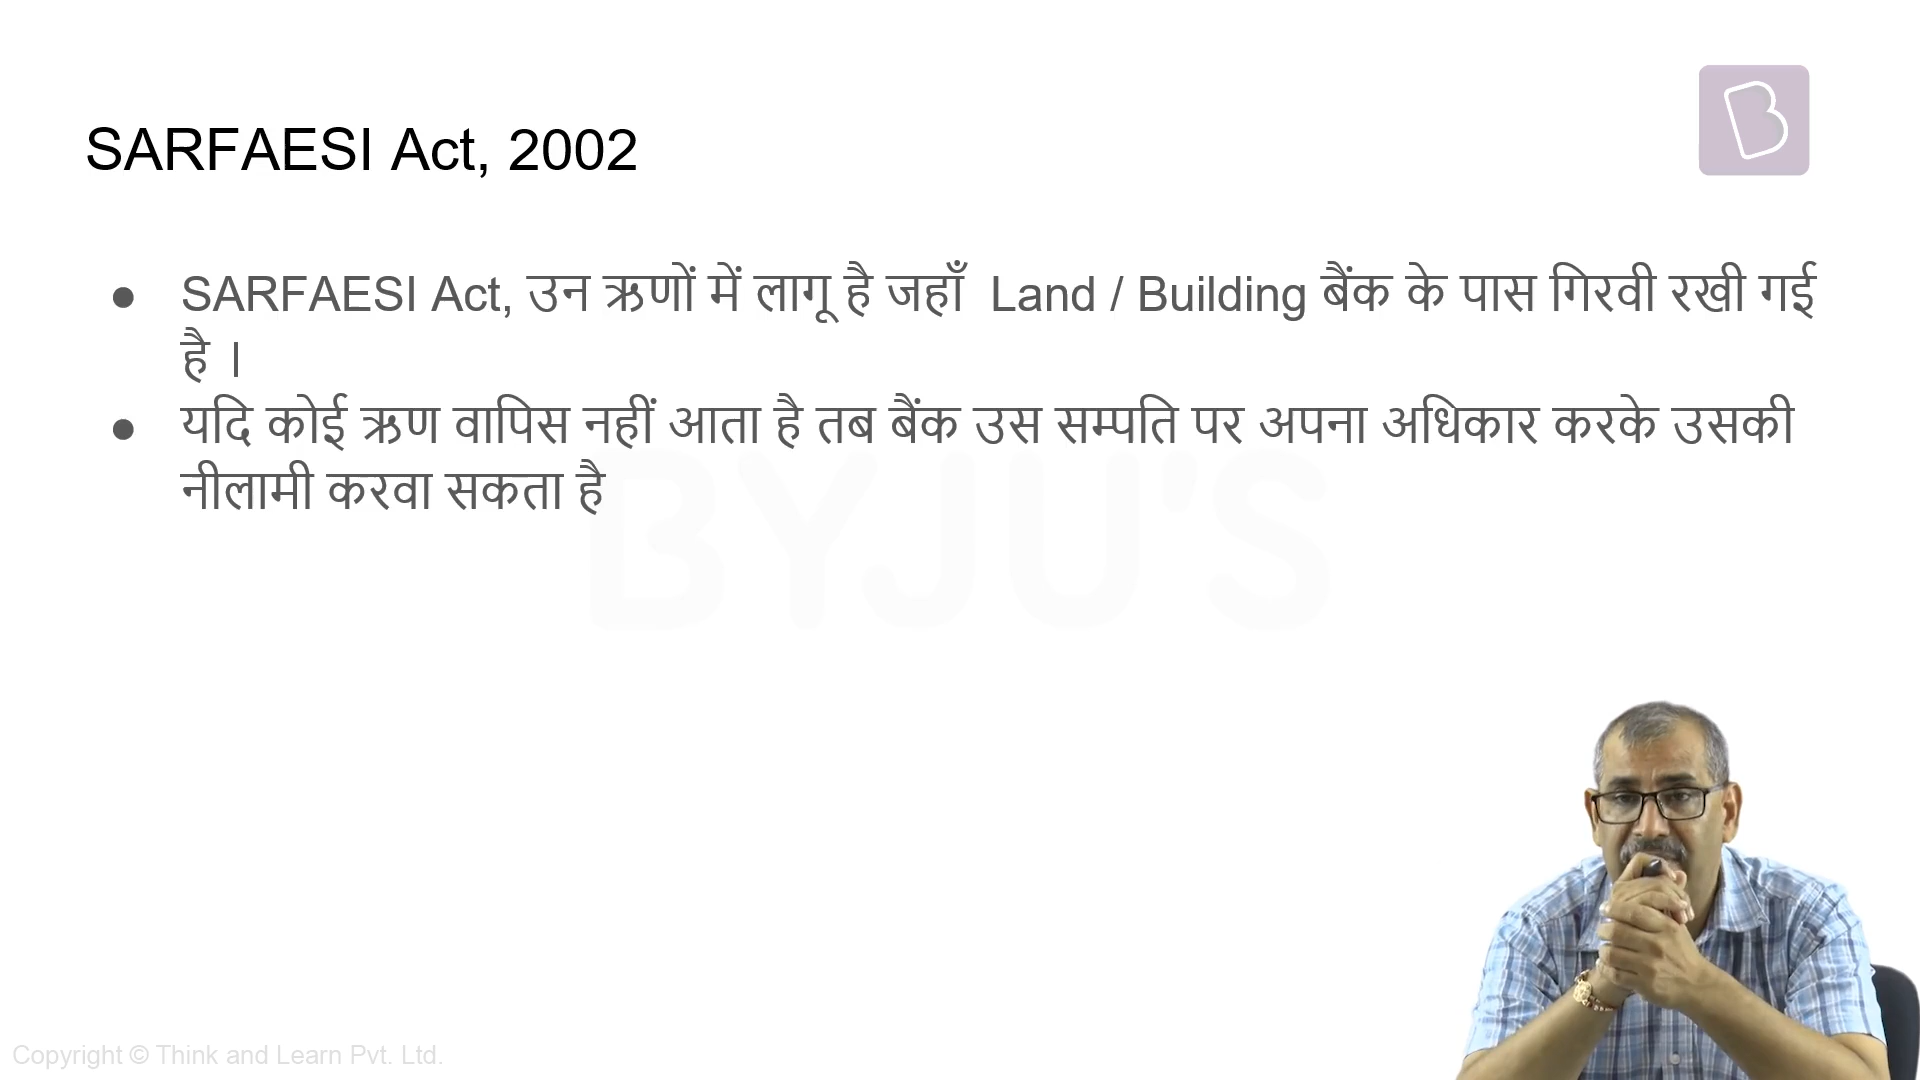 SARFAESI Act, 2002
● SARFAESI Act, उन ऋणों में लागू है जहाँ Land / Building बैंक के पास गिरवी रखी गई
है ।
● यदि कोई ऋण वापिस नहीं आता है तब बैंक उस सम्पति पर अपना अधिकार करके उसकी
नीलामी करवा सकता है
BYJU'S
Copyright © Think and Learn Pvt. Ltd.